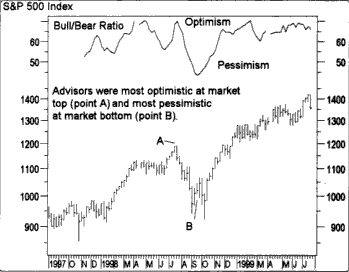 S&P 500 Index
Bull/Bear Ratio
Optimism
60
60
50
50
Pessimism
Advisors were most optimistic at market
top (point A) and most pessimistic
at market bottom (point B).
1400
1400
1300
1300
1200
1200
A
1100
1100
1000
1000
900
900
B
1997 J J A S O N D 1998 M A M J J A S O N D 1999 M A M J J